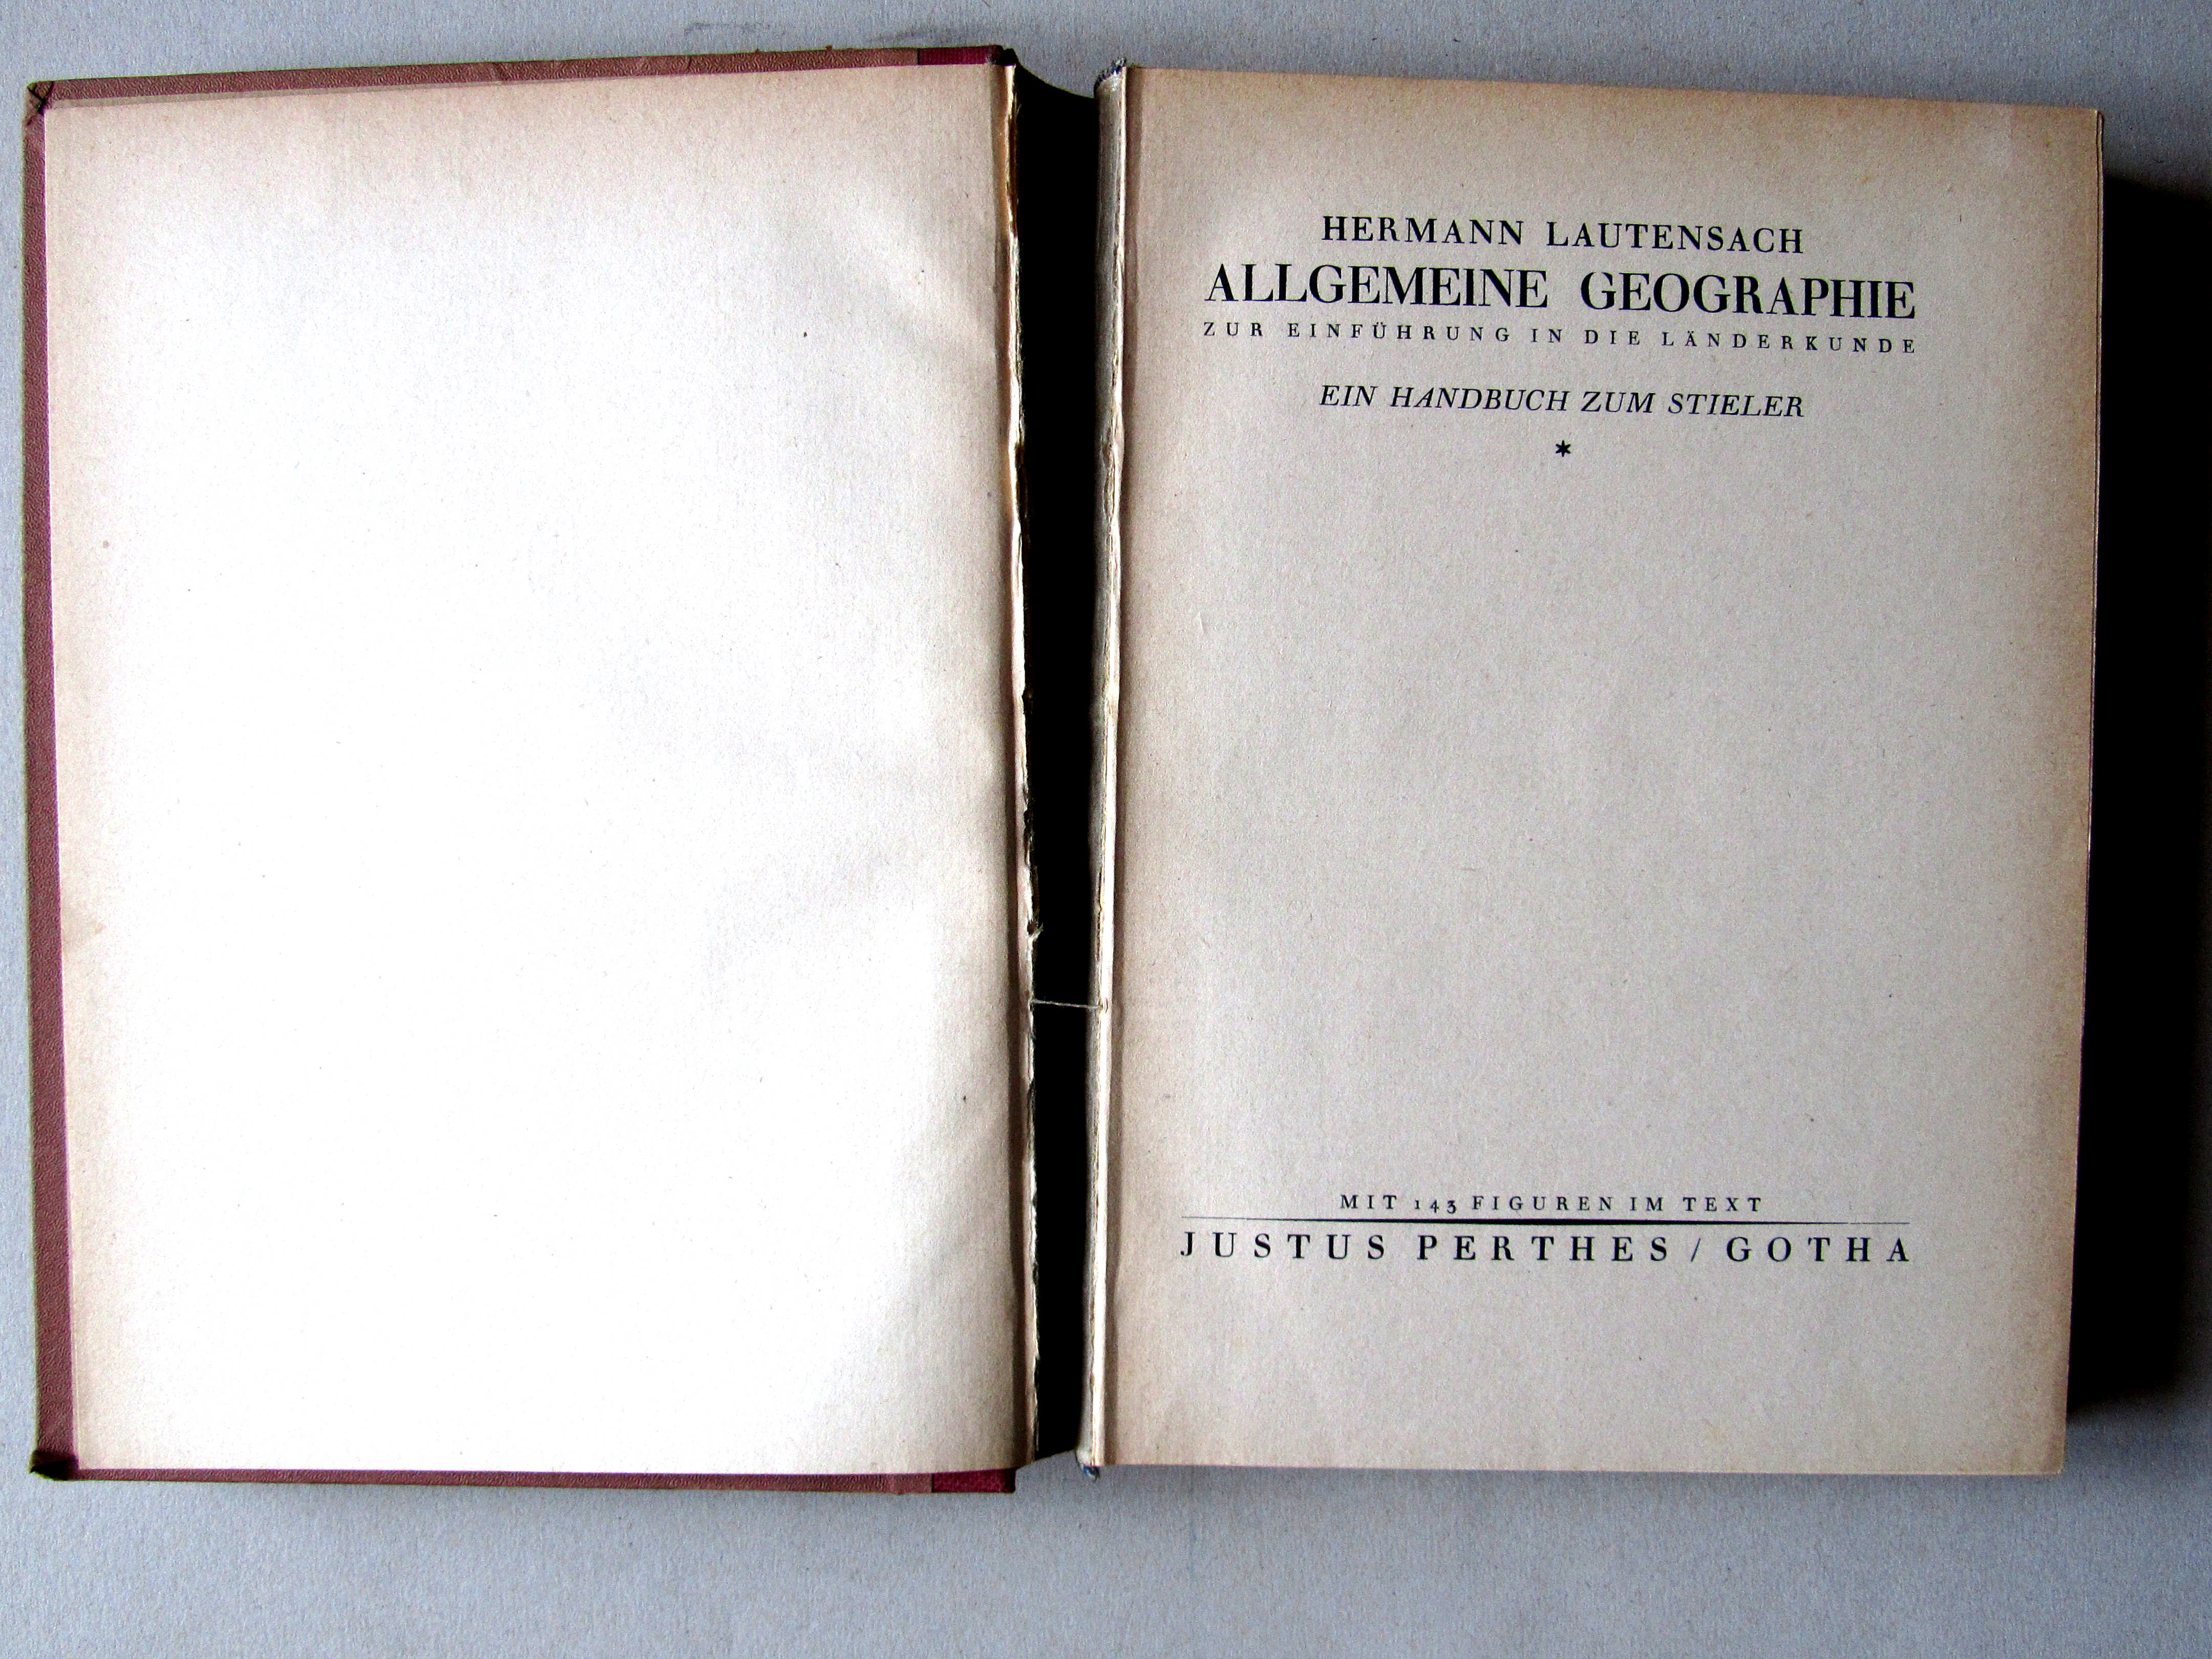 HERMANN LAUTENSACH
ALLGEMEINE GEOGRAPHIE
ZUR EINFÜHRUNG IN DIE LÄNDERKUNDE
EIN HANDBUCH ZUM STIELER
*
MIT 143 FIGUREN IM TEXT
JUSTUS PERTHES / GOTHA